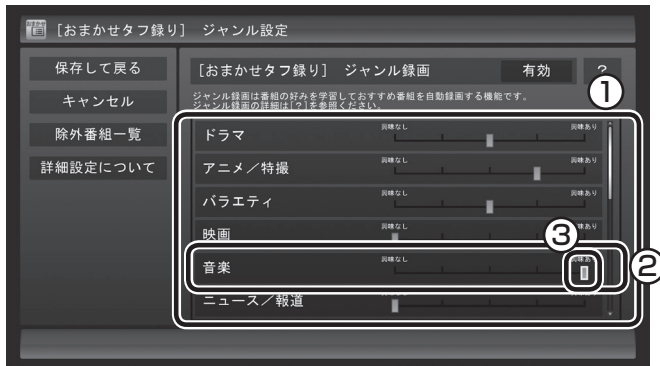 おまかせ
[おまかせタフ録り] ジャンル設定
保存して戻る
キャンセル
除外番組一覧
詳細設定について
[おまかせタフ録り] ジャンル録画 有効 ?
ジャンル録画は番組の好みを学習しておすすめ番組を自動録画する機能です。
ジャンル録画の詳細は[?]を参照ください。
①
ドラマ 興味なし 興味あり
アニメ/特撮 興味なし 興味あり
バラエティ 興味なし 興味あり
映画 興味なし
③
音楽 興味なし 興味あり
②
ニュース/報道